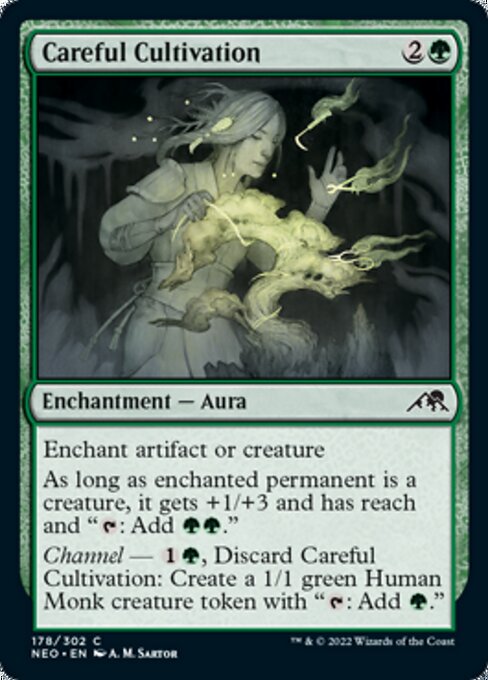 Careful Cultivation 2
Enchantment — Aura
Enchant artifact or creature
As long as enchanted permanent is a
creature, it gets +1/+3 and has reach
and “: Add .”
Channel — 1, Discard Careful
Cultivation: Create a 1/1 green Human
Monk creature token with “: Add .”
178/302 C
NEO • EN A. M. Sartor
™ & © 2022 Wizards of the Coast